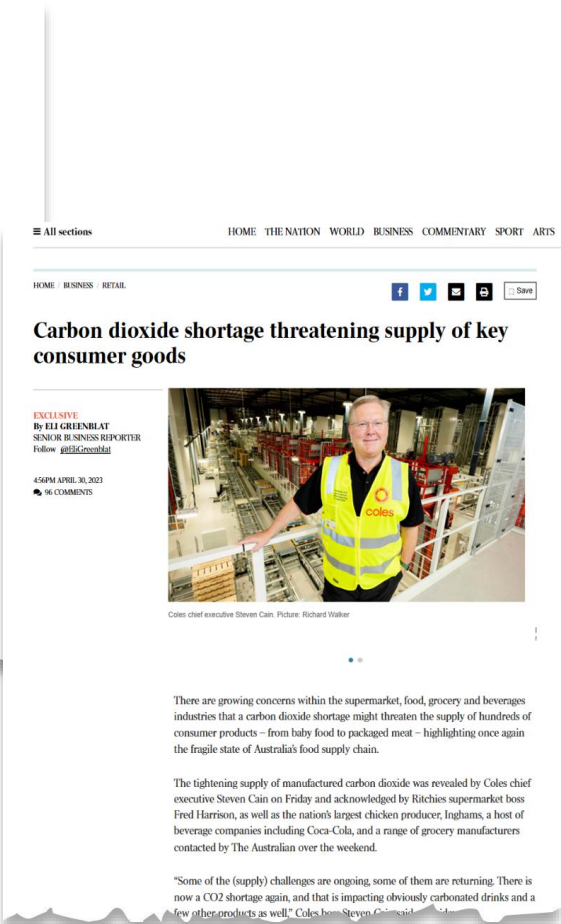 All sections
HOME THE NATION WORLD BUSINESS COMMENTARY SPORT ARTS
HOME / BUSINESS / RETAIL
Save
Carbon dioxide shortage threatening supply of key
consumer goods
EXCLUSIVE
By ELI GREENBLAT
SENIOR BUSINESS REPORTER
Follow @EliGreenblat
4:56PM APRIL 30, 2023
96 COMMENTS
coles
Coles chief executive Steven Cain. Picture: Richard Walker
There are growing concerns within the supermarket, food, grocery and beverages
industries that a carbon dioxide shortage might threaten the supply of hundreds of
consumer products – from baby food to packaged meat – highlighting once again
the fragile state of Australia's food supply chain.
The tightening supply of manufactured carbon dioxide was revealed by Coles chief
executive Steven Cain on Friday and acknowledged by Ritchies supermarket boss
Fred Harrison, as well as the nation's largest chicken producer, Inghams, a host of
beverage companies including Coca-Cola, and a range of grocery manufacturers
contacted by The Australian over the weekend.
“Some of the (supply) challenges are ongoing, some of them are returning. There is
now a CO2 shortage again, and that is impacting obviously carbonated drinks and a
few other products as well,” Coles boss Steven Cain said